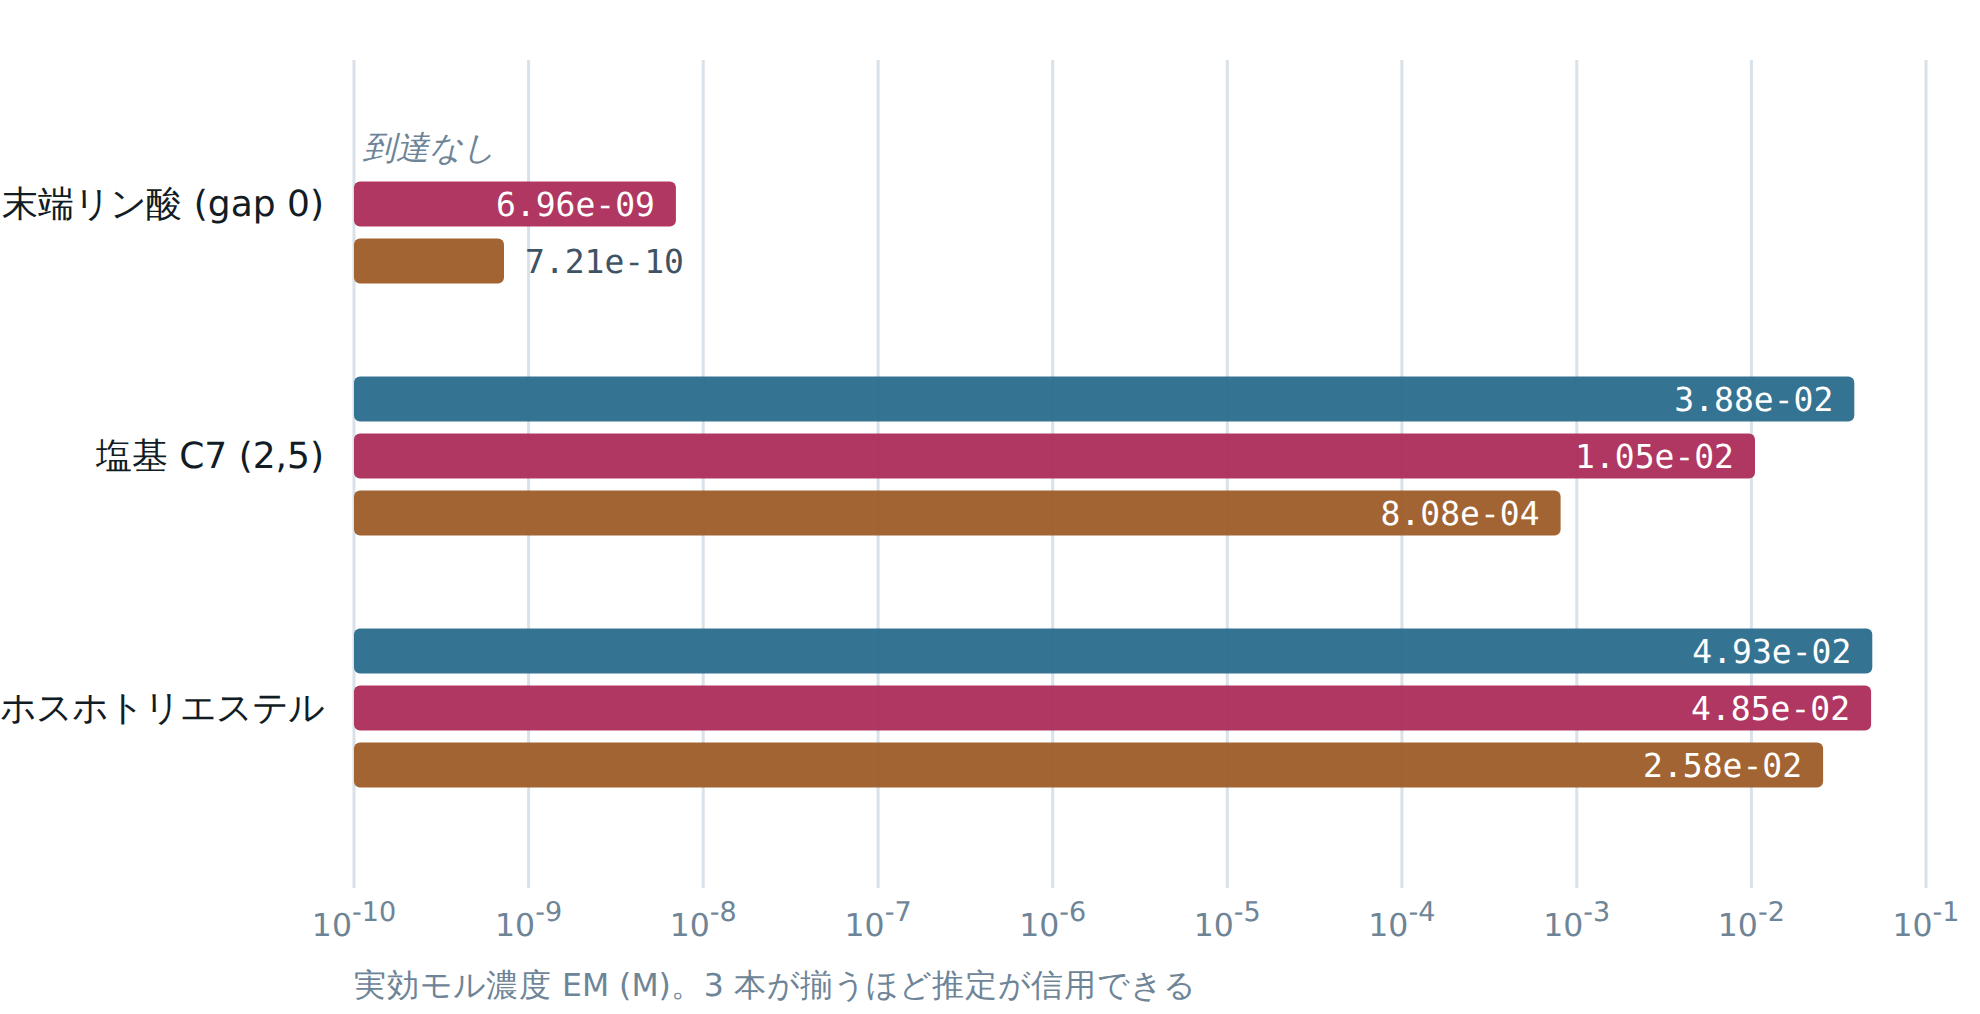 到達なし
末端リン酸 (gap 0)
6.96e-09
7.21e-10
3.88e-02
塩基 C7 (2,5)
1.05e-02
8.08e-04
4.93e-02
ホスホトリエステル
4.85e-02
2.58e-02
10-10 10-9 10-8 10-7 10-6 10-5 10-4 10-3 10-2 10-1
実効モル濃度 EM (M)。3 本が揃うほど推定が信用できる